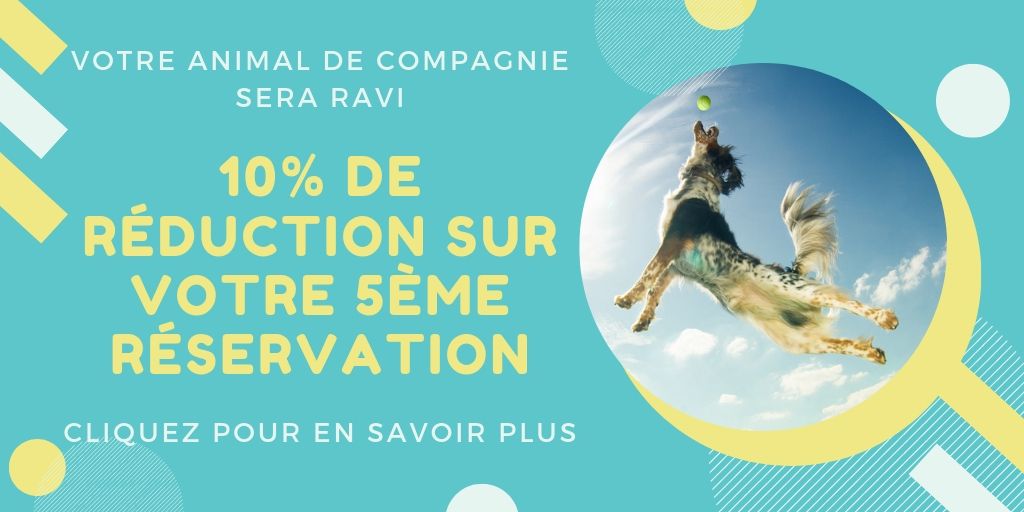 VOTRE ANIMAL DE COMPAGNIE
SERA RAVI
10% DE
RÉDUCTION SUR
VOTRE 5ÈME
RÉSERVATION
CLIQUEZ POUR EN SAVOIR PLUS